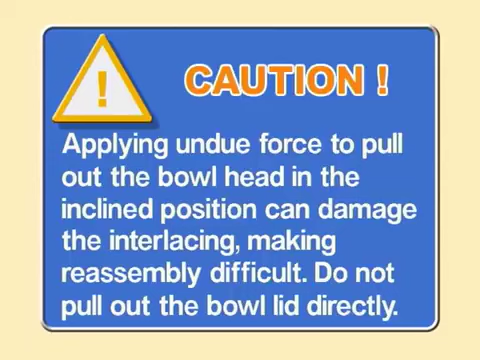 !
CAUTION !
Applying undue force to pull
out the bowl head in the
inclined position can damage
the interlacing, making
reassembly difficult. Do not
pull out the bowl lid directly.